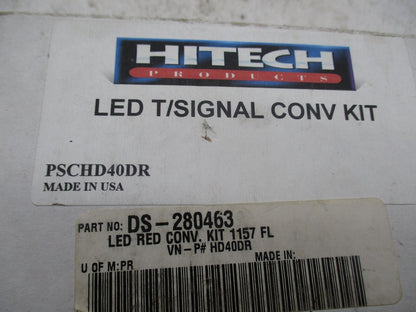 HITECH
PRODUCTS
LED T/SIGNAL CONV KIT
PSCHD40DR
MADE IN USA
PART NO: DS-280463
LED RED CONV. KIT 1157 FL
VN-P# HD40DR
U OF M:PR MADE IN: